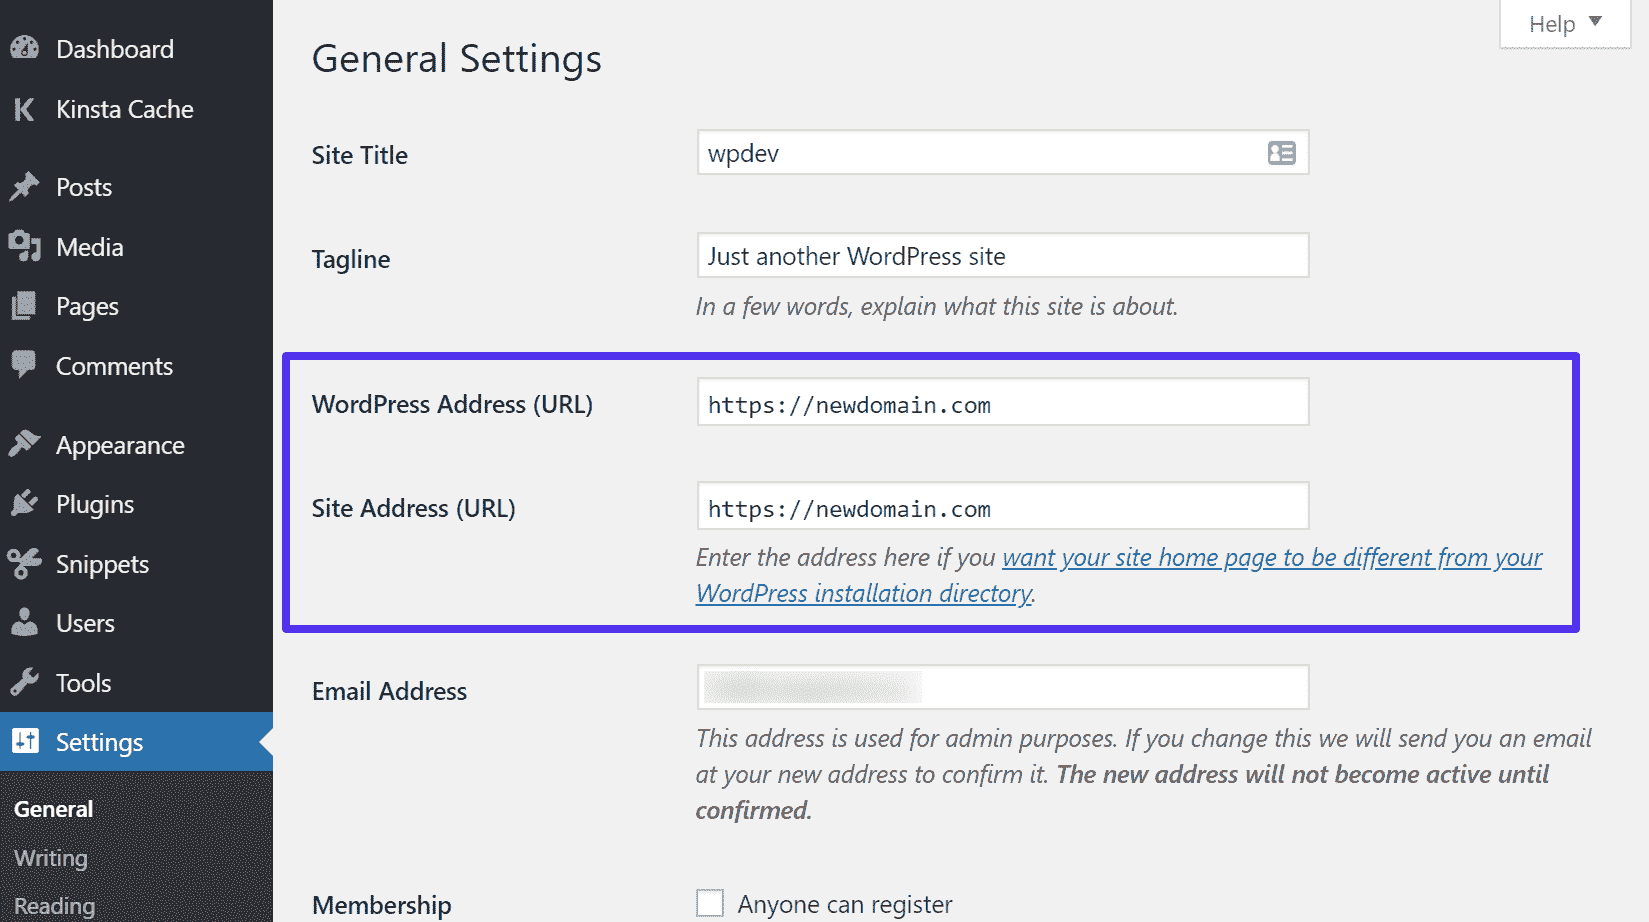 Dashboard
Kinsta Cache
Posts
Media
Pages
Comments
Appearance
Plugins
Snippets
Users
Tools
Settings
General
Writing
Reading
Help
General Settings
Site Title
wpdev
Tagline
Just another WordPress site
In a few words, explain what this site is about.
WordPress Address (URL)
https://newdomain.com
Site Address (URL)
https://newdomain.com
Enter the address here if you want your site home page to be different from your
WordPress installation directory.
Email Address
This address is used for admin purposes. If you change this we will send you an email
at your new address to confirm it. The new address will not become active until
confirmed.
Membership
Anyone can register